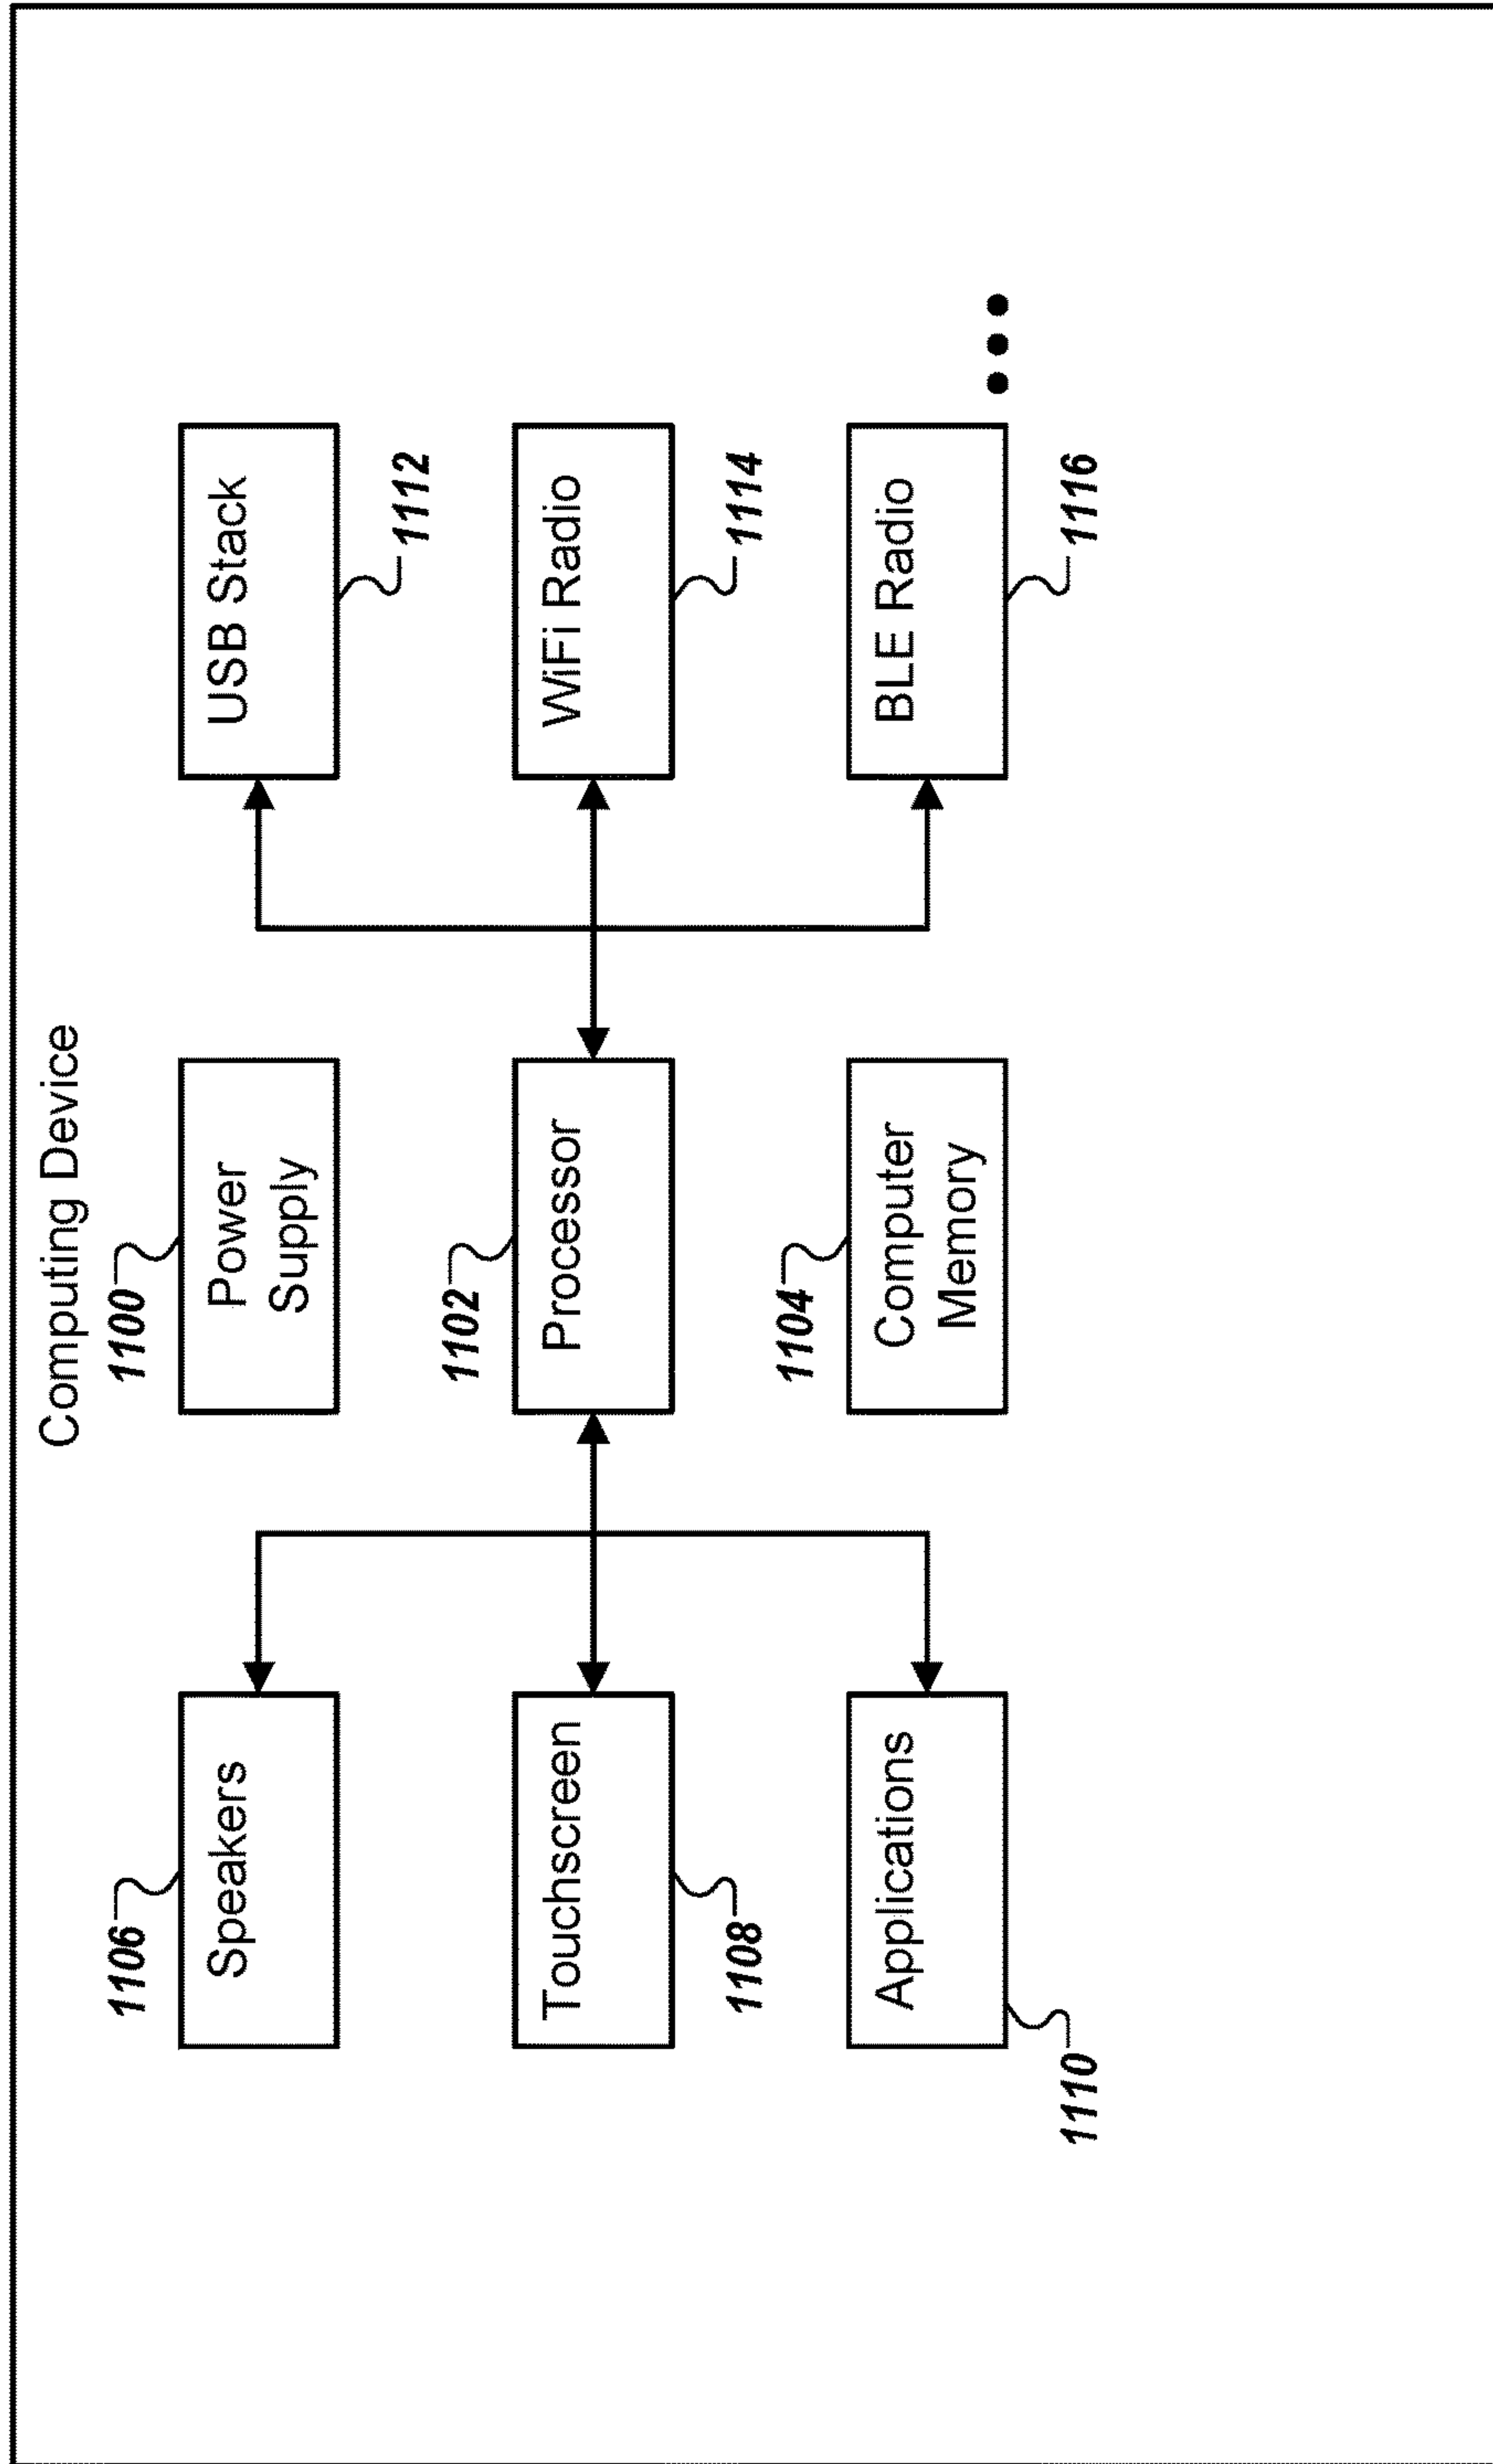 Computing Device
1106
Speakers
1108
Touchscreen
1110
Applications
1100
Power
Supply
1102
Processor
1104
Computer
Memory
USB Stack
1112
WiFi Radio
1114
BLE Radio
1116